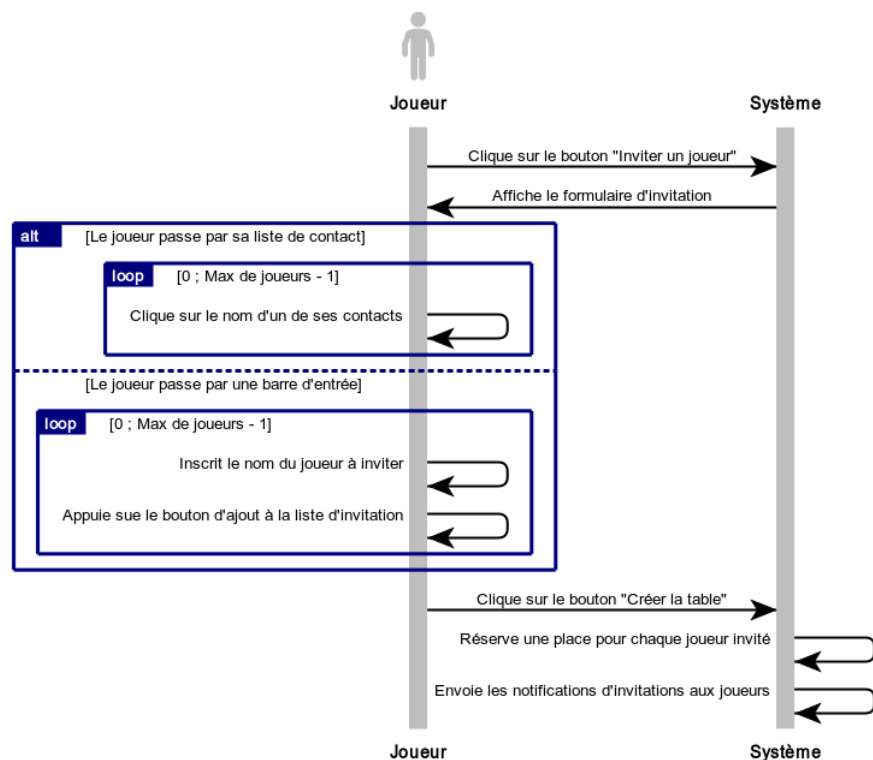 Joueur
Système
Clique sur le bouton "Inviter un joueur"
Affiche le formulaire d'invitation
alt [Le joueur passe par sa liste de contact]
loop [0 ; Max de joueurs - 1]
Clique sur le nom d'un de ses contacts
[Le joueur passe par une barre d'entrée]
loop [0 ; Max de joueurs - 1]
Inscrit le nom du joueur à inviter
Appuie sue le bouton d'ajout à la liste d'invitation
Clique sur le bouton "Créer la table"
Réserve une place pour chaque joueur invité
Envoie les notifications d'invitations aux joueurs
Joueur
Système